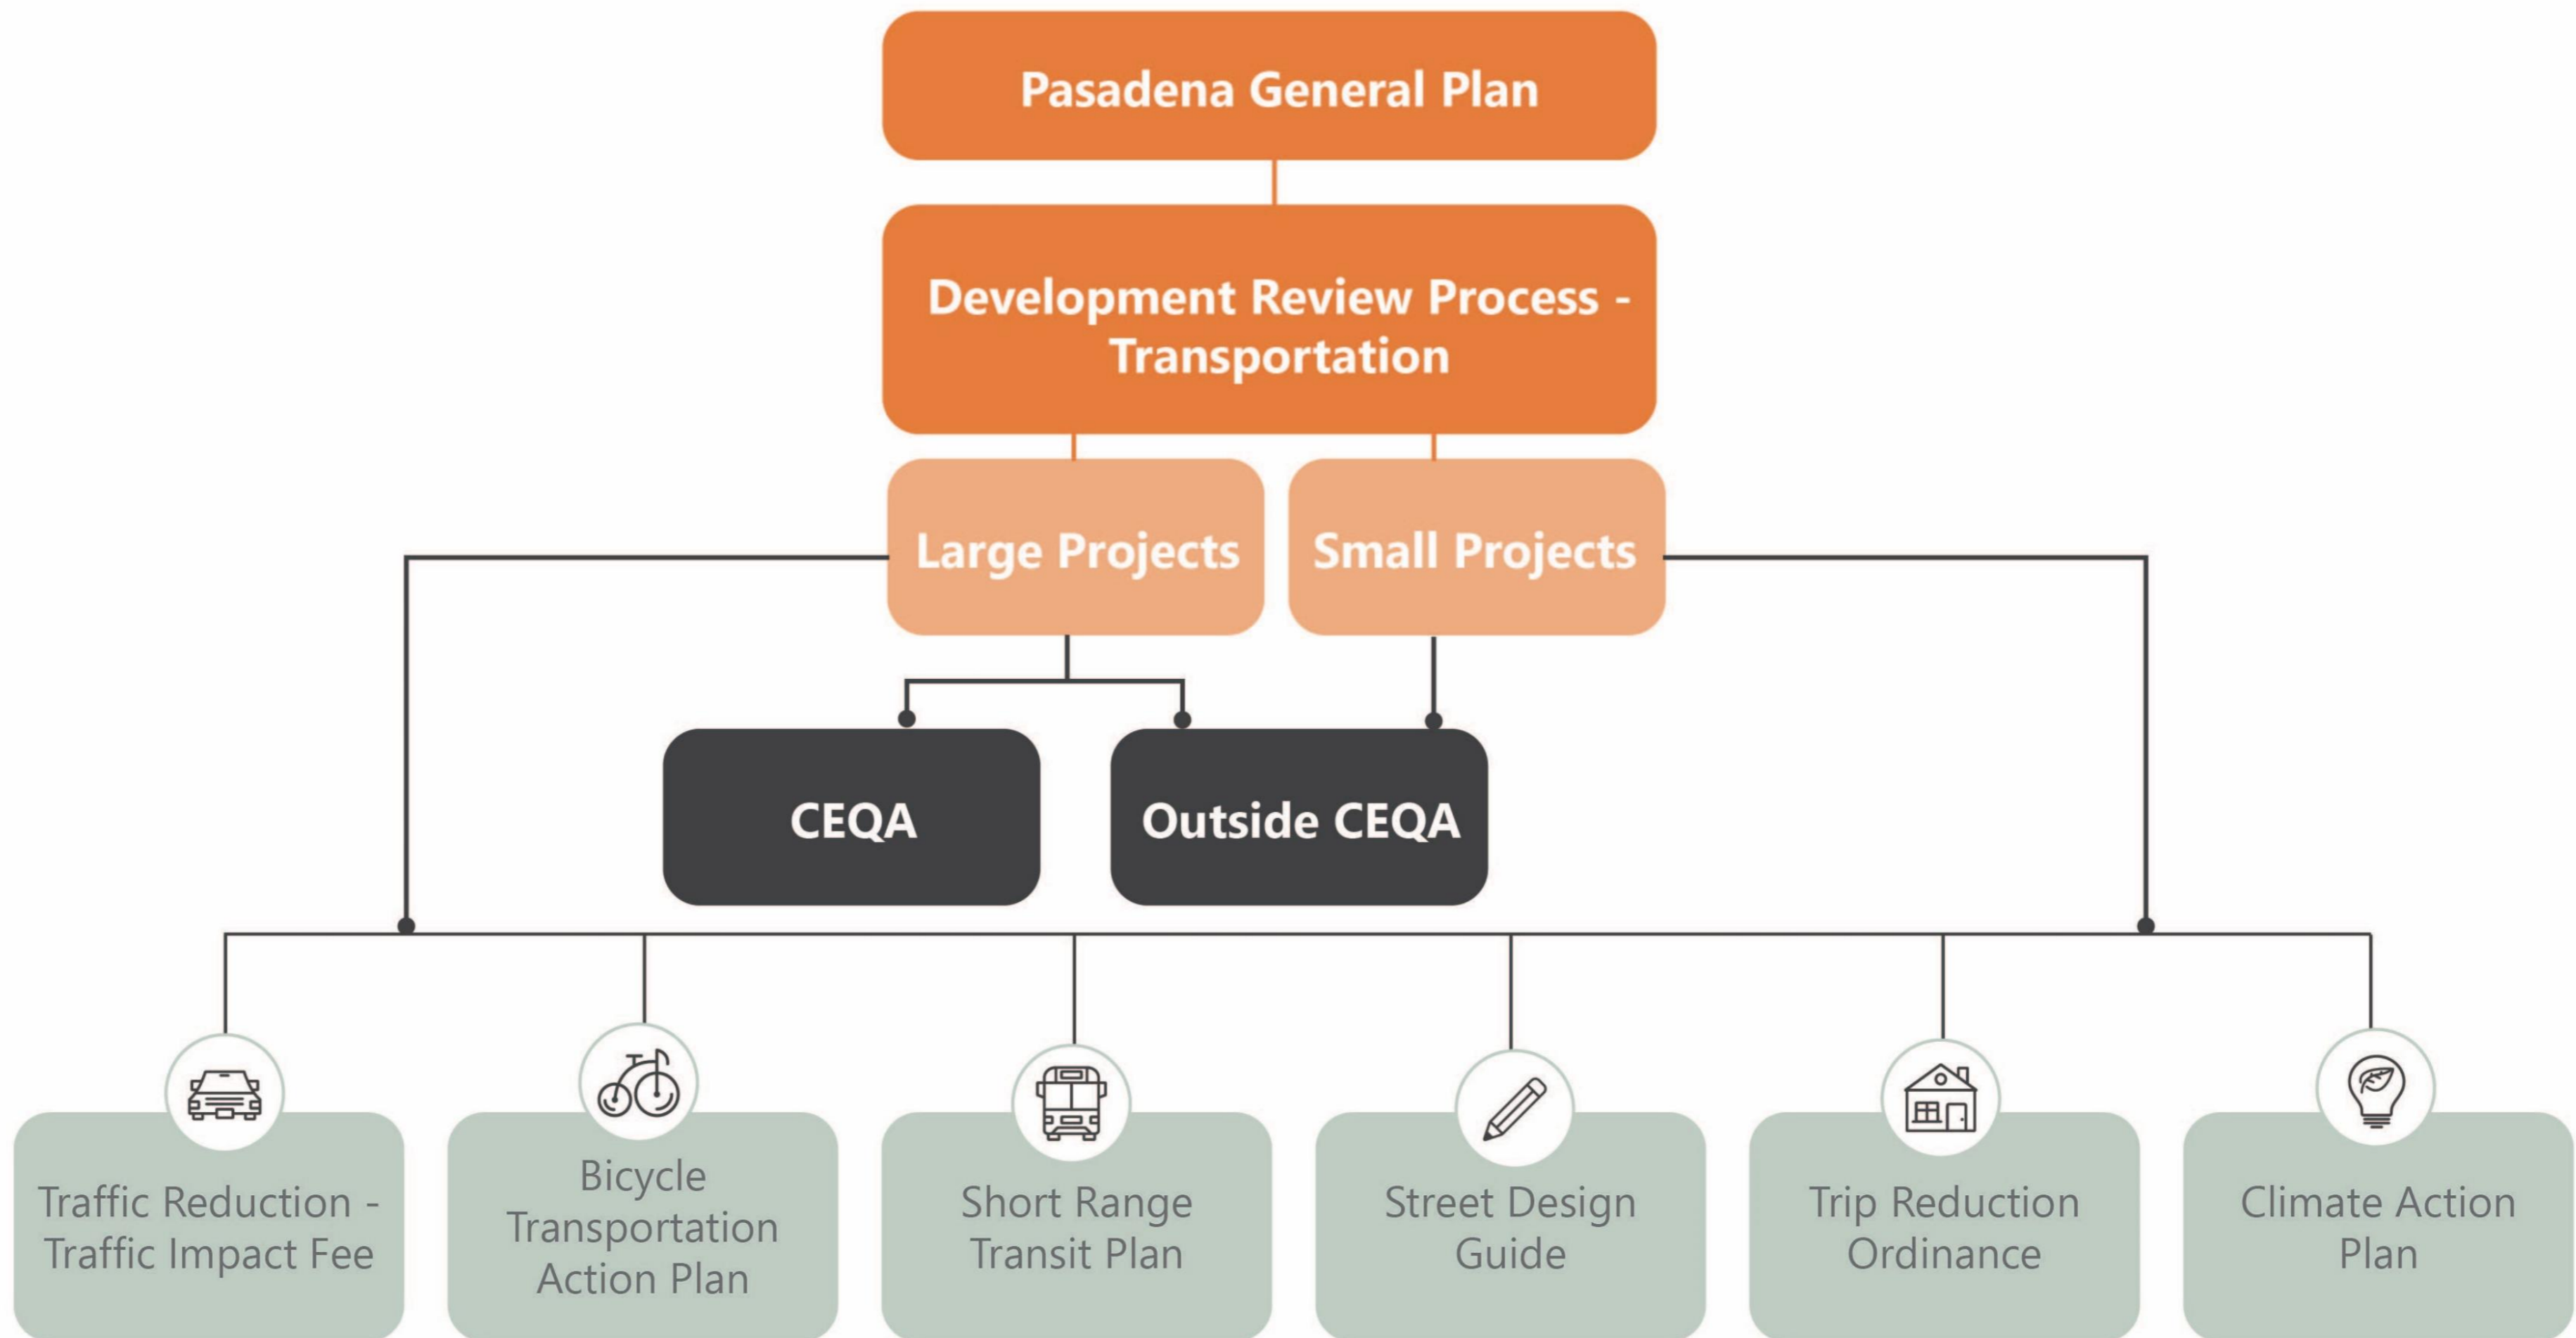 Pasadena General Plan
Development Review Process -
Transportation
Large Projects
Small Projects
CEQA
Outside CEQA
Traffic Reduction -
Traffic Impact Fee
Bicycle
Transportation
Action Plan
Short Range
Transit Plan
Street Design
Guide
Trip Reduction
Ordinance
Climate Action
Plan